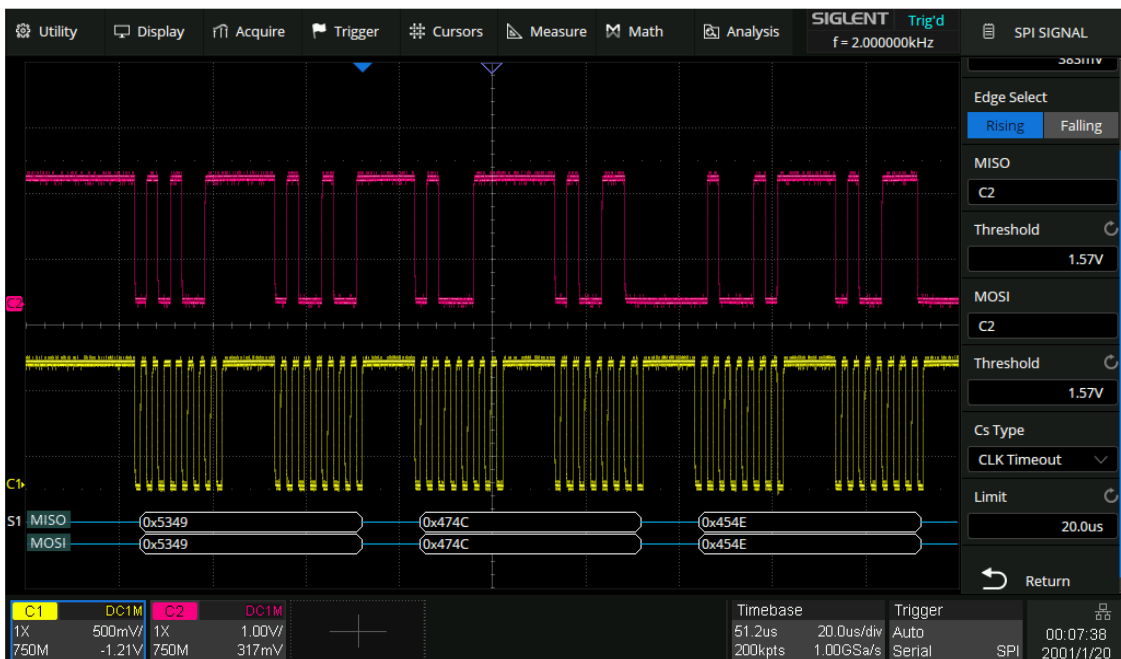 Utility Display Acquire Trigger Cursors Measure Math Analysis SIGLENT Trig'd
f = 2.000000kHz
SPI SIGNAL
383mV
Edge Select
Rising Falling
MISO
C2
Threshold
1.57V
MOSI
C2
Threshold
1.57V
Cs Type
CLK Timeout
Limit
20.0us
Return
C2
C1
S1 MISO 0x5349 0x474C 0x454E
MOSI 0x5349 0x474C 0x454E
C1 DC1M C2 DC1M Timebase Trigger
1X 500mV/ 1X 1.00V/ 51.2us 20.0us/div Auto 00:07:38
750M -1.21V 750M 317mV 200kpts 1.00GSa/s Serial SPI 2001/1/20